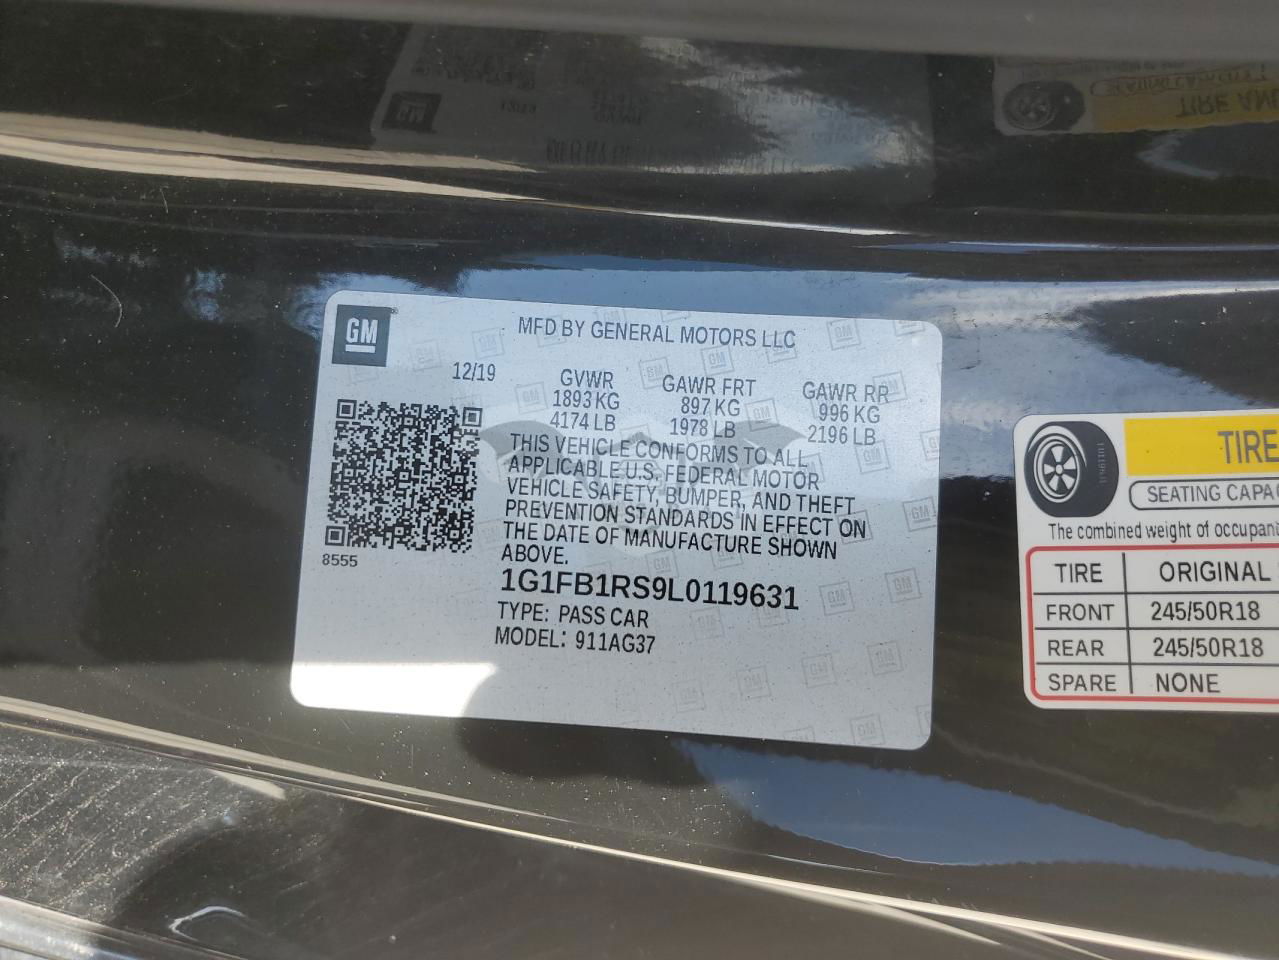 GM
MFD BY GENERAL MOTORS LLC
12/19
GVWR
1893 KG
4174 LB
GAWR FRT
897 KG
1978 LB
GAWR RR
996 KG
2196 LB
THIS VEHICLE CONFORMS TO ALL
APPLICABLE U.S. FEDERAL MOTOR
VEHICLE SAFETY, BUMPER, AND THEFT
PREVENTION STANDARDS IN EFFECT ON
THE DATE OF MANUFACTURE SHOWN
ABOVE.
8555
1G1FB1RS9L0119631
TYPE: PASS CAR
MODEL: 911AG37
TIRE
SEATING CAPA
The combined weight of occupan
TIRE ORIGINAL
FRONT 245/50R18
REAR 245/50R18
SPARE NONE